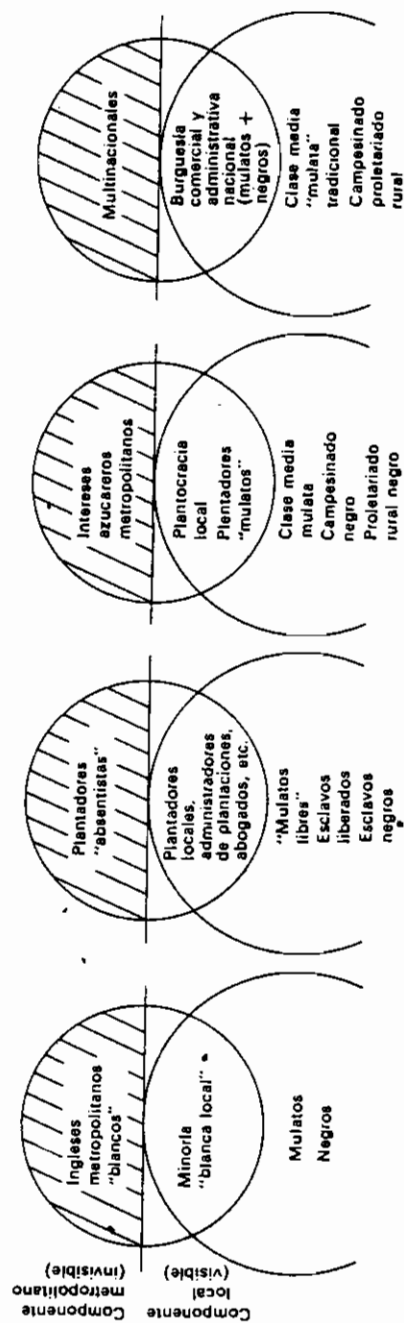 Componente
metropolitano
(invisible)
Componente
local
(visible)
Ingleses
metropolitanos
"blancos"
Minoría
"blanca local"
Mulatos
Negros
Plantadores
"absentistas"
Plantadores
locales,
administradores
de plantaciones,
abogados, etc.
"Mulatos
libres"
Esclavos
liberados
Esclavos
negros
Intereses
azucareros
metropolitanos
Plantocracia
local
Plentadores
"mulatos"
Clase media
mulata
Campesinado
negro
Proletariado
rural negro
Multinacionales
Burguesía
comercial y
administrativa
nacional
(mulatos +
negros)
Clase media
"mulata"
tradicional
Campesinado
proletariado
rural